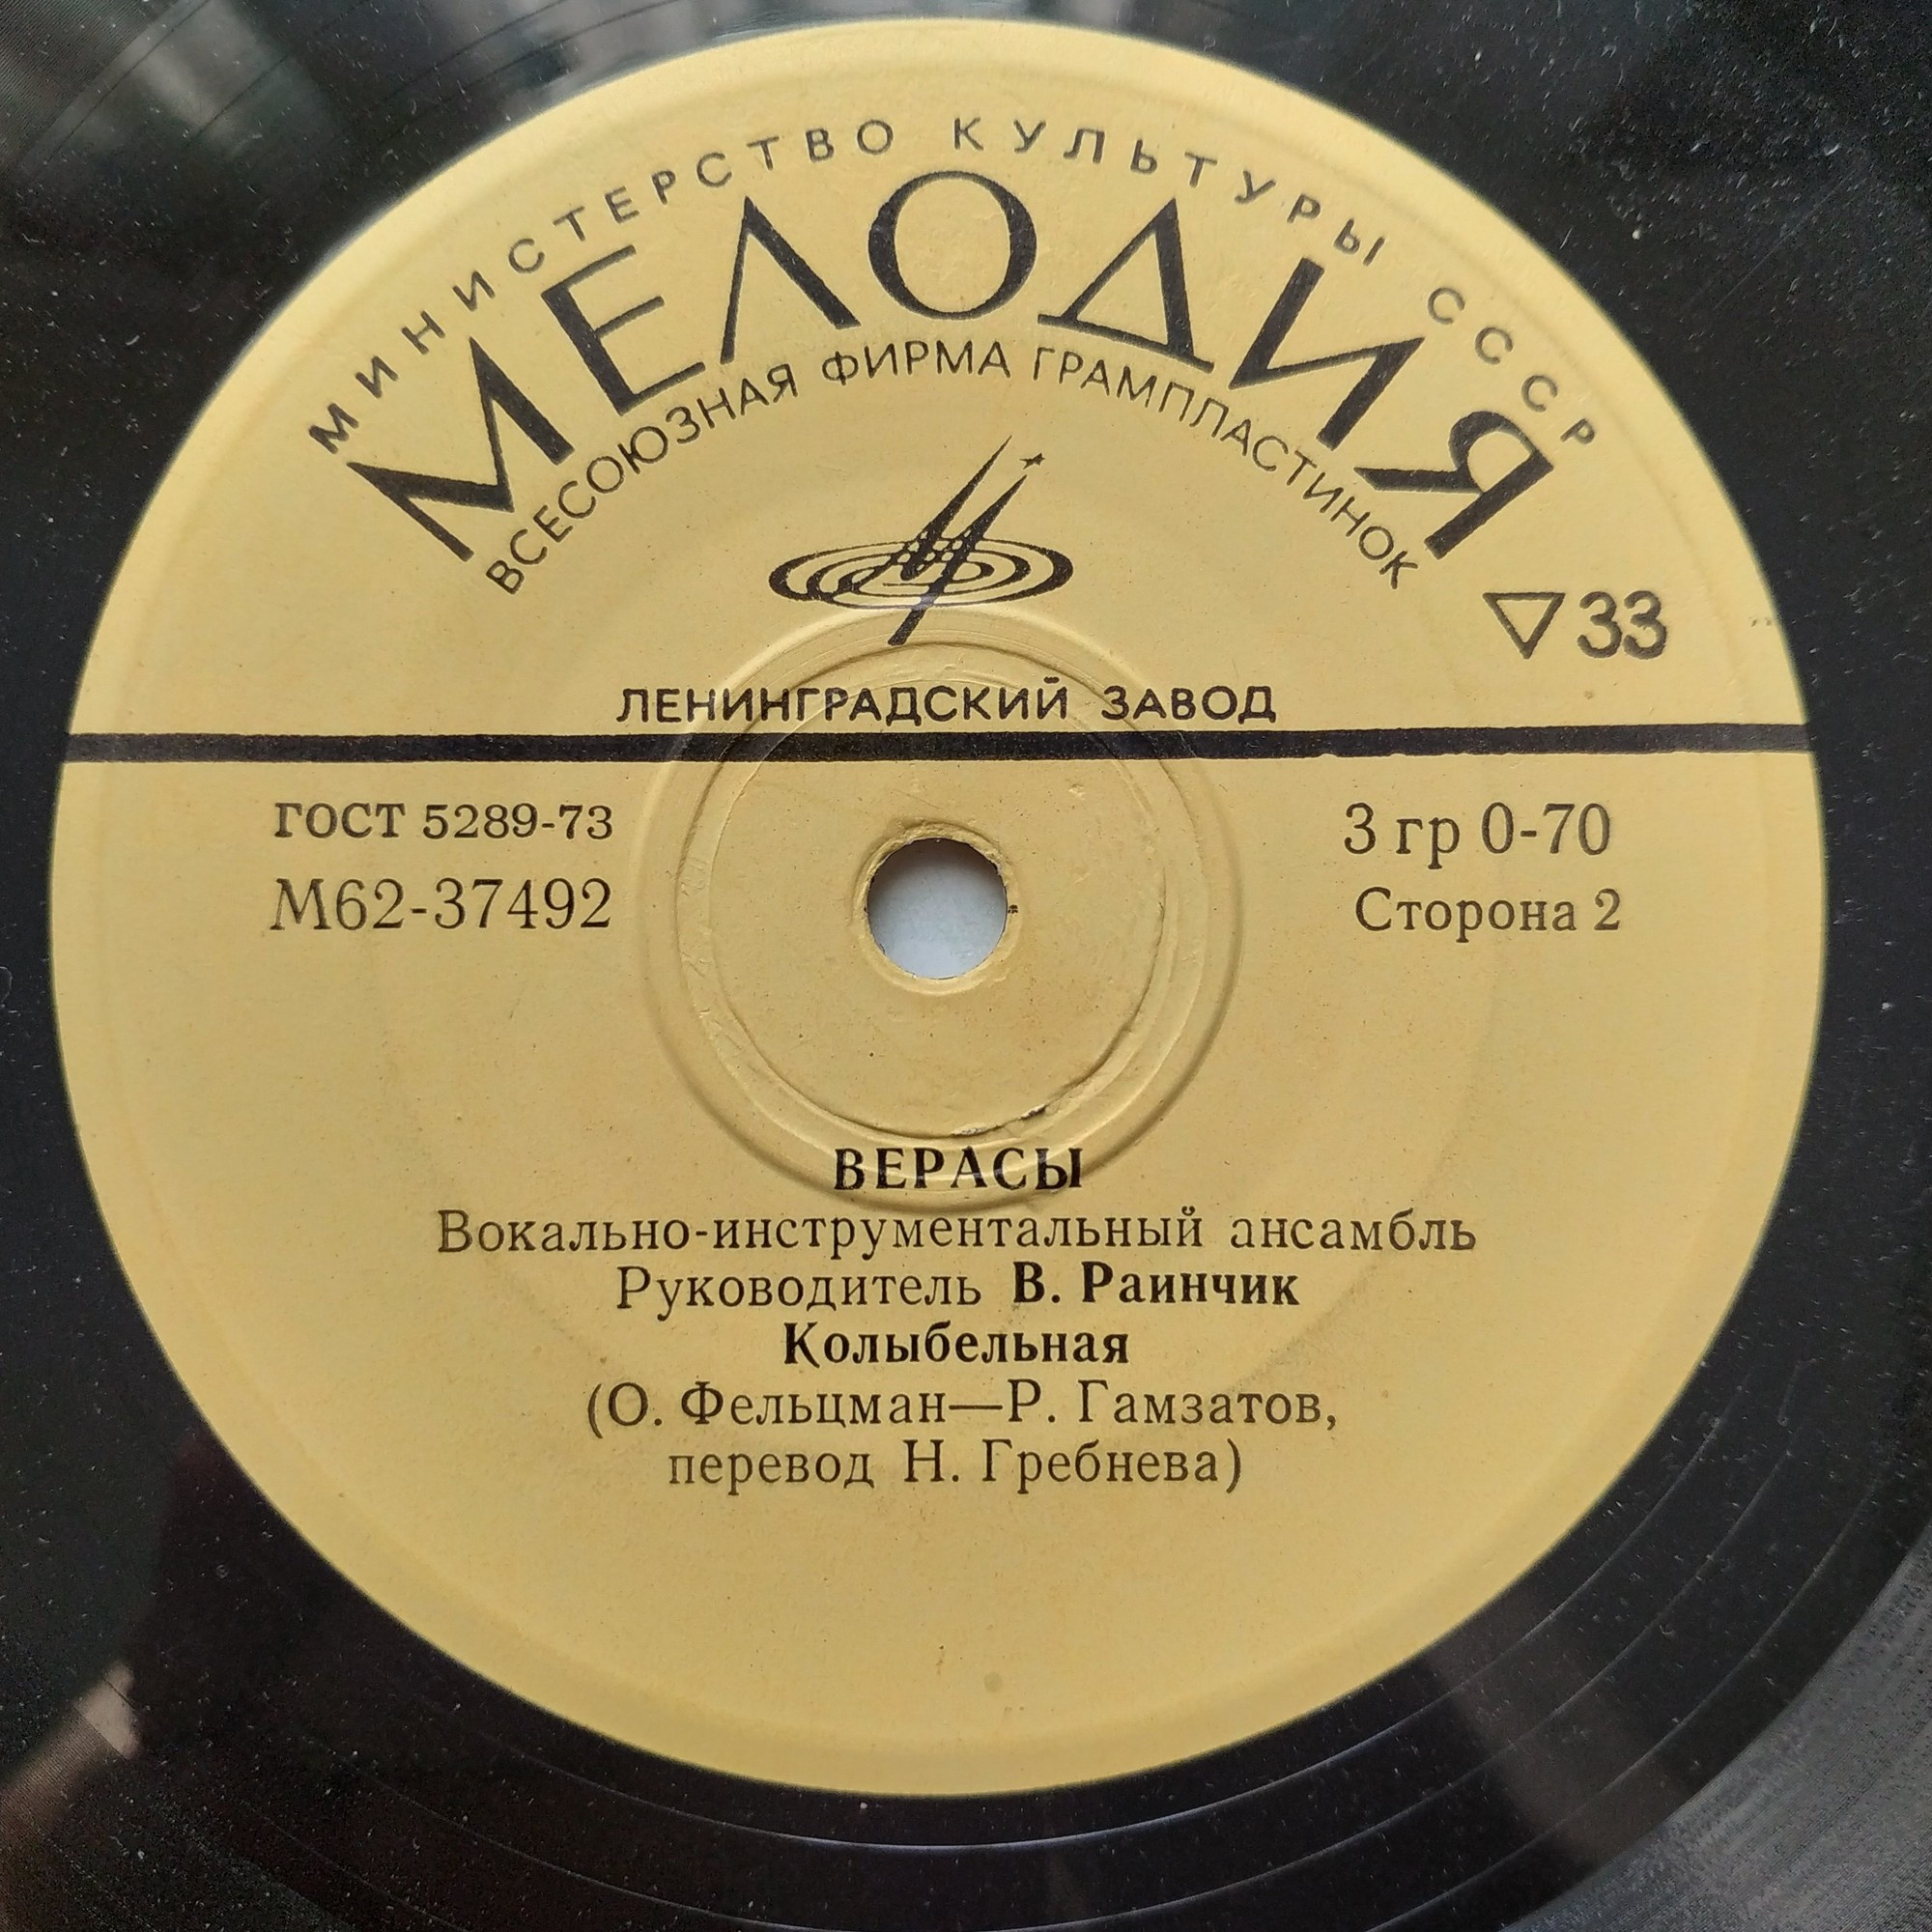 МИНИСТЕРСТВО КУЛЬТУРЫ СССР
МЕЛОДИЯ
ВСЕСОЮЗНАЯ ФИРМА ГРАМПЛАСТИНОК
▽33
ЛЕНИНГРАДСКИЙ ЗАВОД
ГОСТ 5289-73
3 гр 0-70
М62-37492
Сторона 2
ВЕРАСЫ
Вокально-инструментальный ансамбль
Руководитель В. Раинчик
Колыбельная
(О. Фельцман—Р. Гамзатов,
перевод Н. Гребнева)